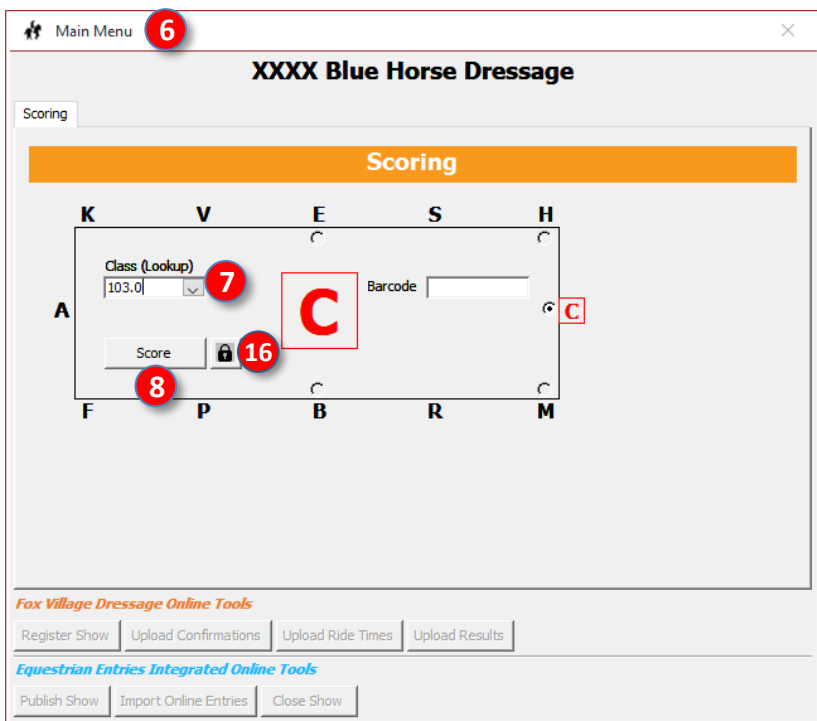 Main Menu 6
XXXX Blue Horse Dressage
Scoring
Scoring
K V E S H
Class (Lookup)
103.0 7
Barcode
A C C
Score 16
8
F P B R M
Fox Village Dressage Online Tools
Register Show Upload Confirmations Upload Ride Times Upload Results
Equestrian Entries Integrated Online Tools
Publish Show Import Online Entries Close Show